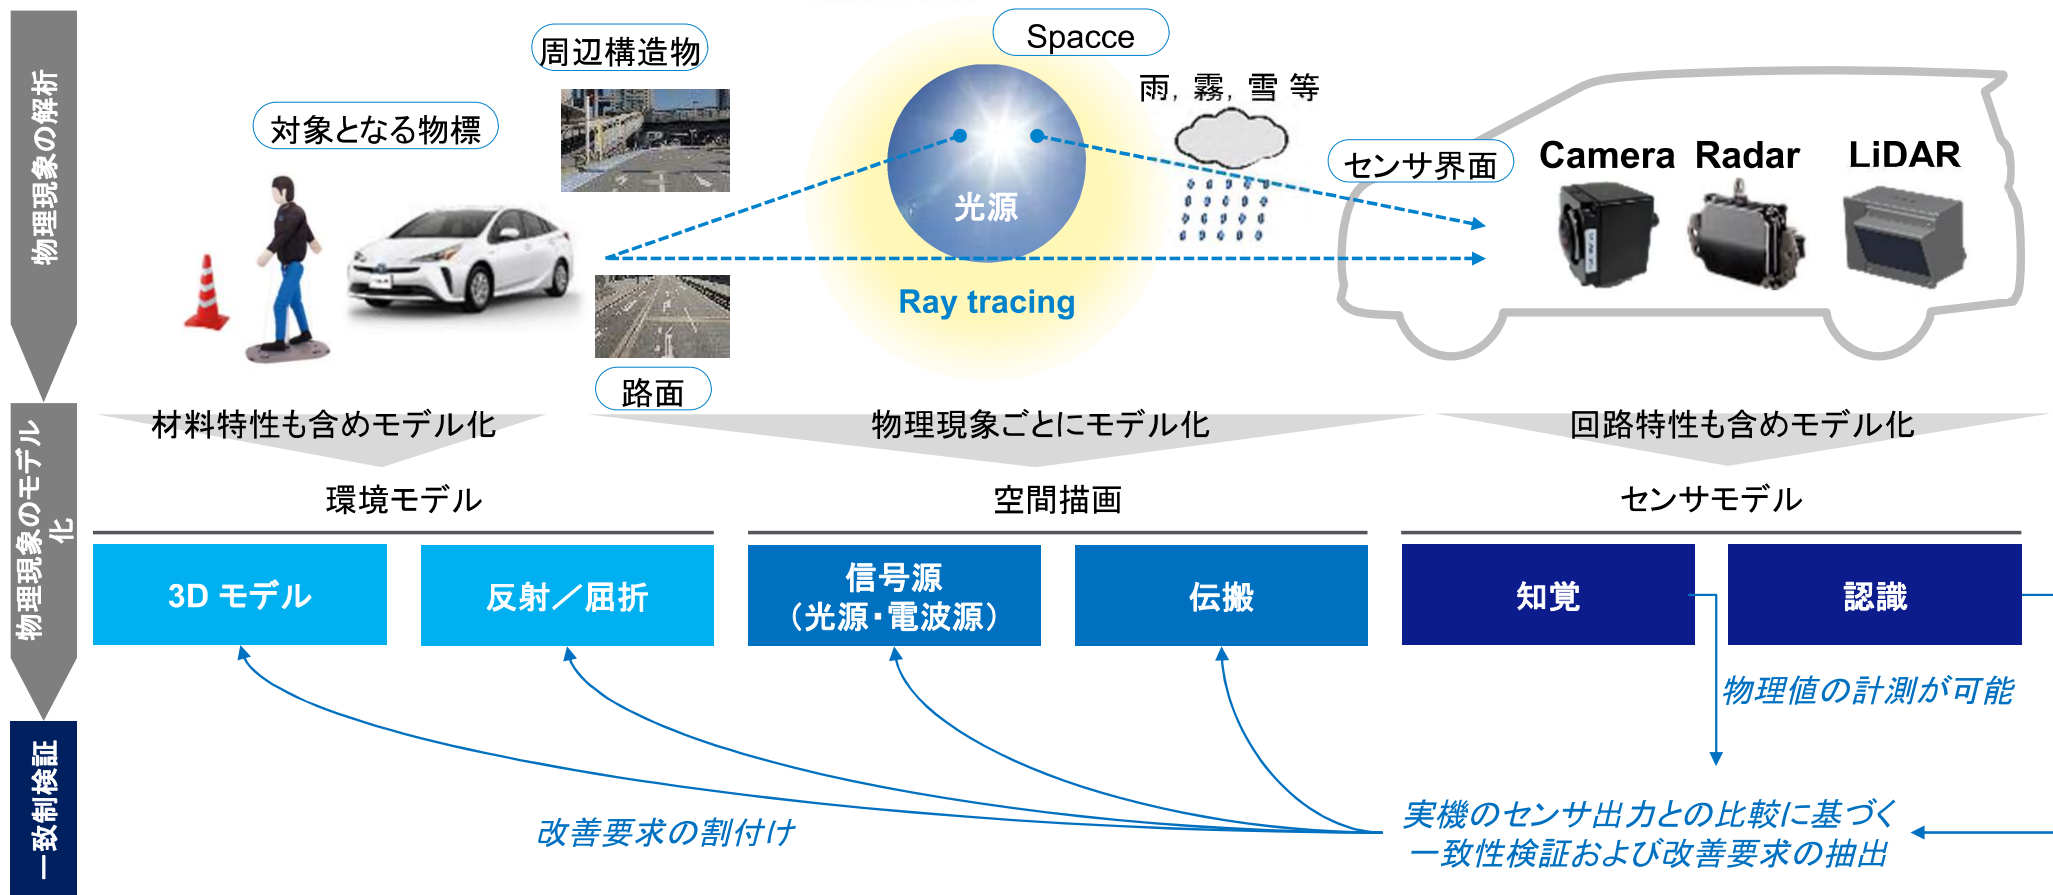 物理現象の解析
周辺構造物
Spacce
雨, 霧, 雪 等
対象となる物標
センサ界面
Camera
Radar
LiDAR
光源
Ray tracing
路面
物理現象のモデル
化
材料特性も含めモデル化
物理現象ごとにモデル化
回路特性も含めモデル化
環境モデル
空間描画
センサモデル
3D モデル
反射／屈折
信号源
（光源・電波源）
伝搬
知覚
認識
物理値の計測が可能
一致制検証
改善要求の割付け
実機のセンサ出力との比較に基づく
一致性検証および改善要求の抽出